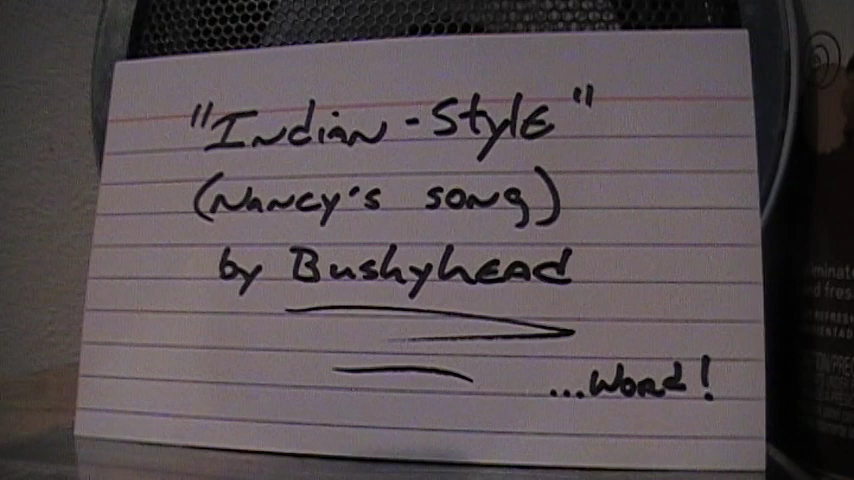 "Indian-Style"
(Nancy's song)
by Bushyhead
...Word!